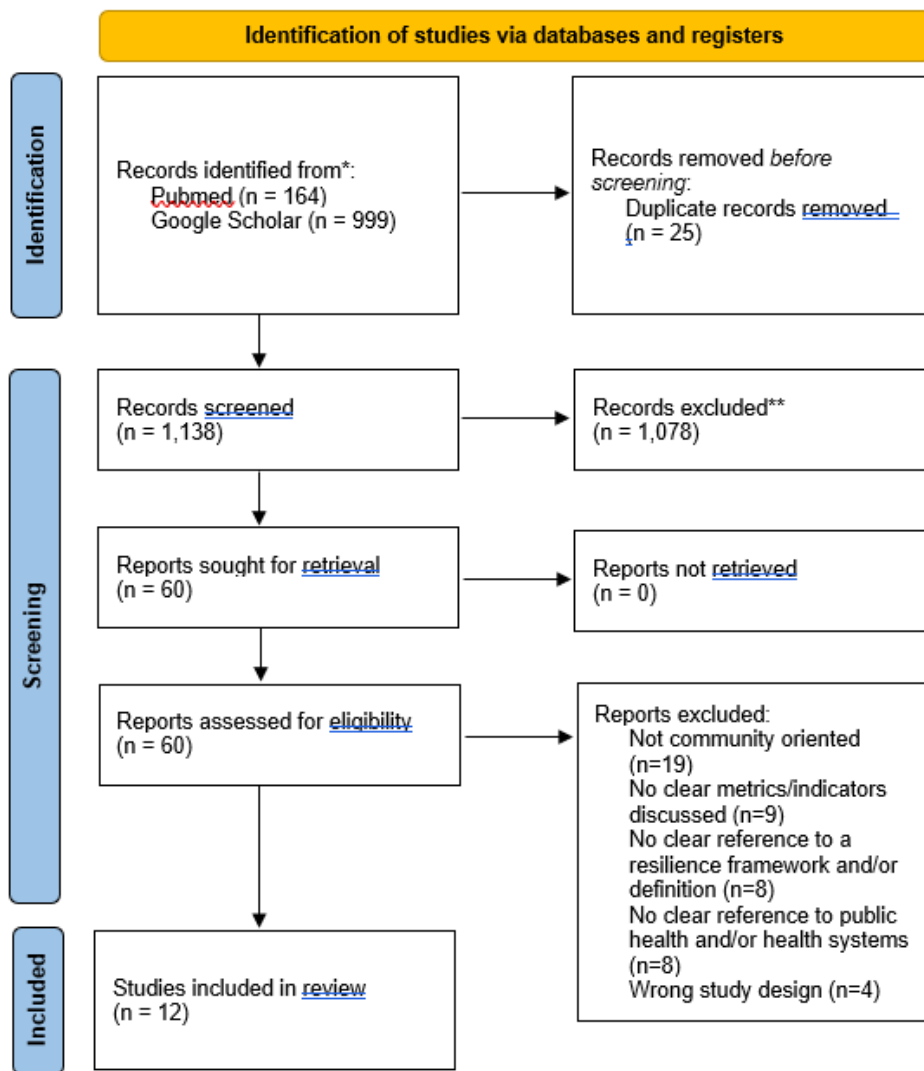 Identification of studies via databases and registers
Identification
Records identified from*:
Pubmed (n = 164)
Google Scholar (n = 999)
Records removed before
screening:
Duplicate records removed
(n = 25)
Screening
Records screened
(n = 1,138)
Records excluded**
(n = 1,078)
Reports sought for retrieval
(n = 60)
Reports not retrieved
(n = 0)
Reports assessed for eligibility
(n = 60)
Reports excluded:
Not community oriented
(n=19)
No clear metrics/indicators
discussed (n=9)
No clear reference to a
resilience framework and/or
definition (n=8)
No clear reference to public
health and/or health systems
(n=8)
Wrong study design (n=4)
Included
Studies included in review
(n = 12)